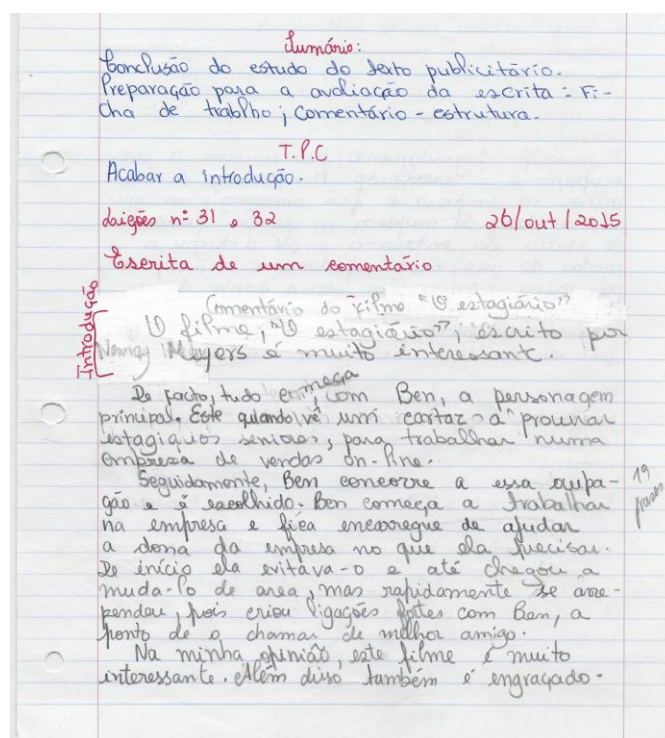 Sumário:
Conclusão do estudo do texto publicitário.
Preparação para a avaliação da escrita: Fi-
cha de trablho; Comentário - estrutura.
T.P.C
Acabar a introdução.
Lições nº 31 e 32 26/out/2015
Escrita de um comentário
Introdução
Comentário do filme "O estagiário"
O filme, "O estagiário", escrito por
Nancy Meyers é muito interessante.
De facto, tudo começa com Ben, a personagem
prinipal. Este quando vê um cartaz a procurar
estagiários seniores, para trabalhar numa
empresa de vendas on-line.
Seguidamente, Ben concorre a essa cupa-
ção e é escolhido. Ben começa a trabalhar
na empresa e fica encarregue de ajudar
a dona da empresa no que ela precisar.
De início ela evitava-o e até chegou a
muda-lo de area, mas rapidamente se arre-
pendeu, pois criou ligações fortes com Ben, a
ponto de o chamar de melhor amigo.
Na minha opinião, este filme é muito
interessante. Além disso também é engraçado.
19